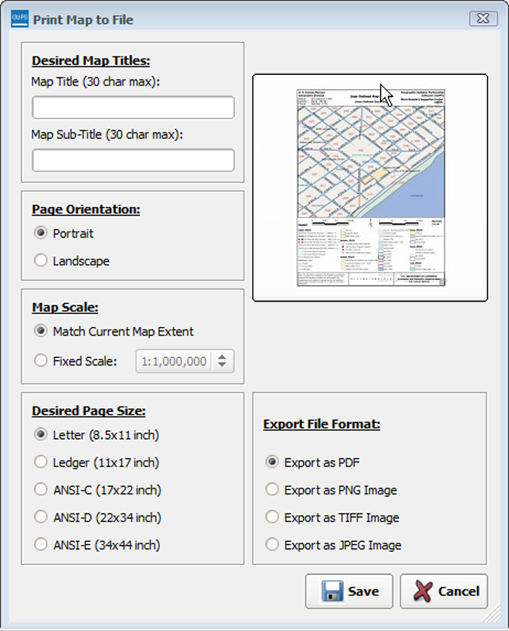 GUPS
Print Map to File
Desired Map Titles:
Map Title (30 char max):
Map Sub-Title (30 char max):
Page Orientation:
Portrait
Landscape
Map Scale:
Match Current Map Extent
Fixed Scale:
1:1,000,000
Desired Page Size:
Letter (8.5x11 inch)
Ledger (11x17 inch)
ANSI-C (17x22 inch)
ANSI-D (22x34 inch)
ANSI-E (34x44 inch)
Export File Format:
Export as PDF
Export as PNG Image
Export as TIFF Image
Export as JPEG Image
Save
Cancel